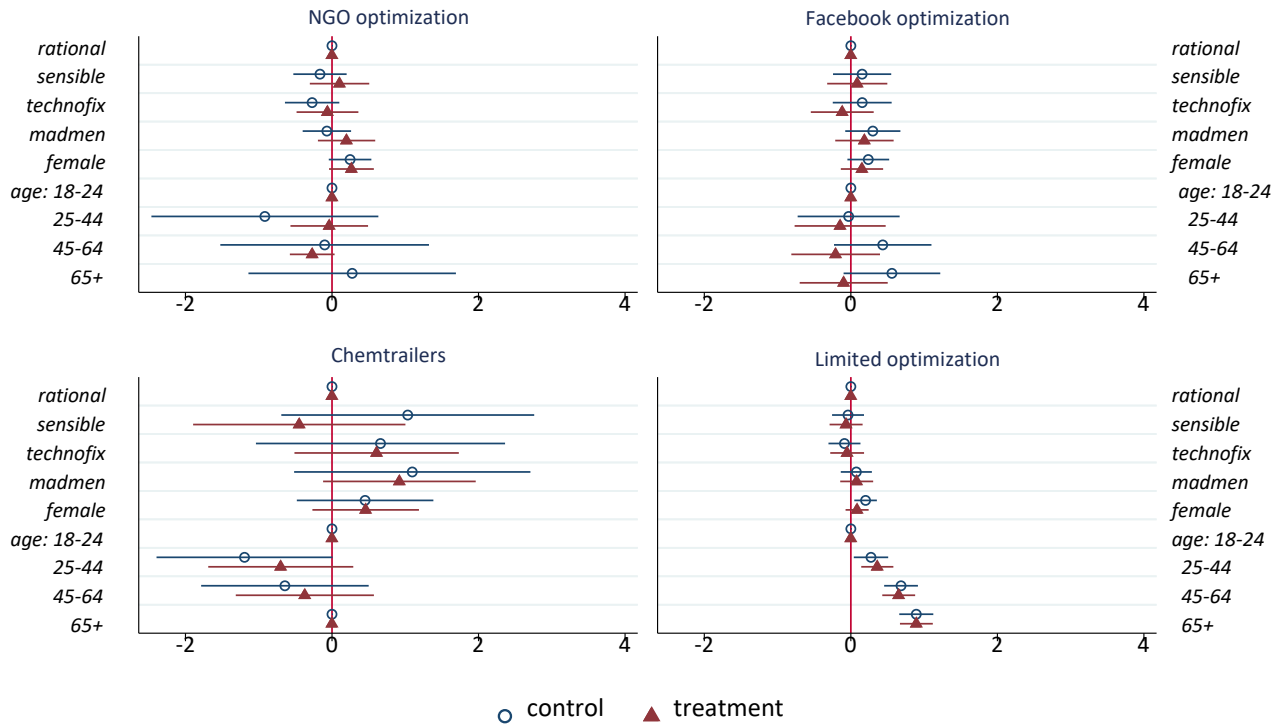 NGO optimization
Facebook optimization
rational
sensible
technofix
madmen
female
age: 18-24
25-44
45-64
65+
-2 0 2 4
rational
sensible
technofix
madmen
female
age: 18-24
25-44
45-64
65+
-2 0 2 4
Chemtrailers
Limited optimization
rational
sensible
technofix
madmen
female
age: 18-24
25-44
45-64
65+
-2 0 2 4
rational
sensible
technofix
madmen
female
age: 18-24
25-44
45-64
65+
-2 0 2 4
control treatment